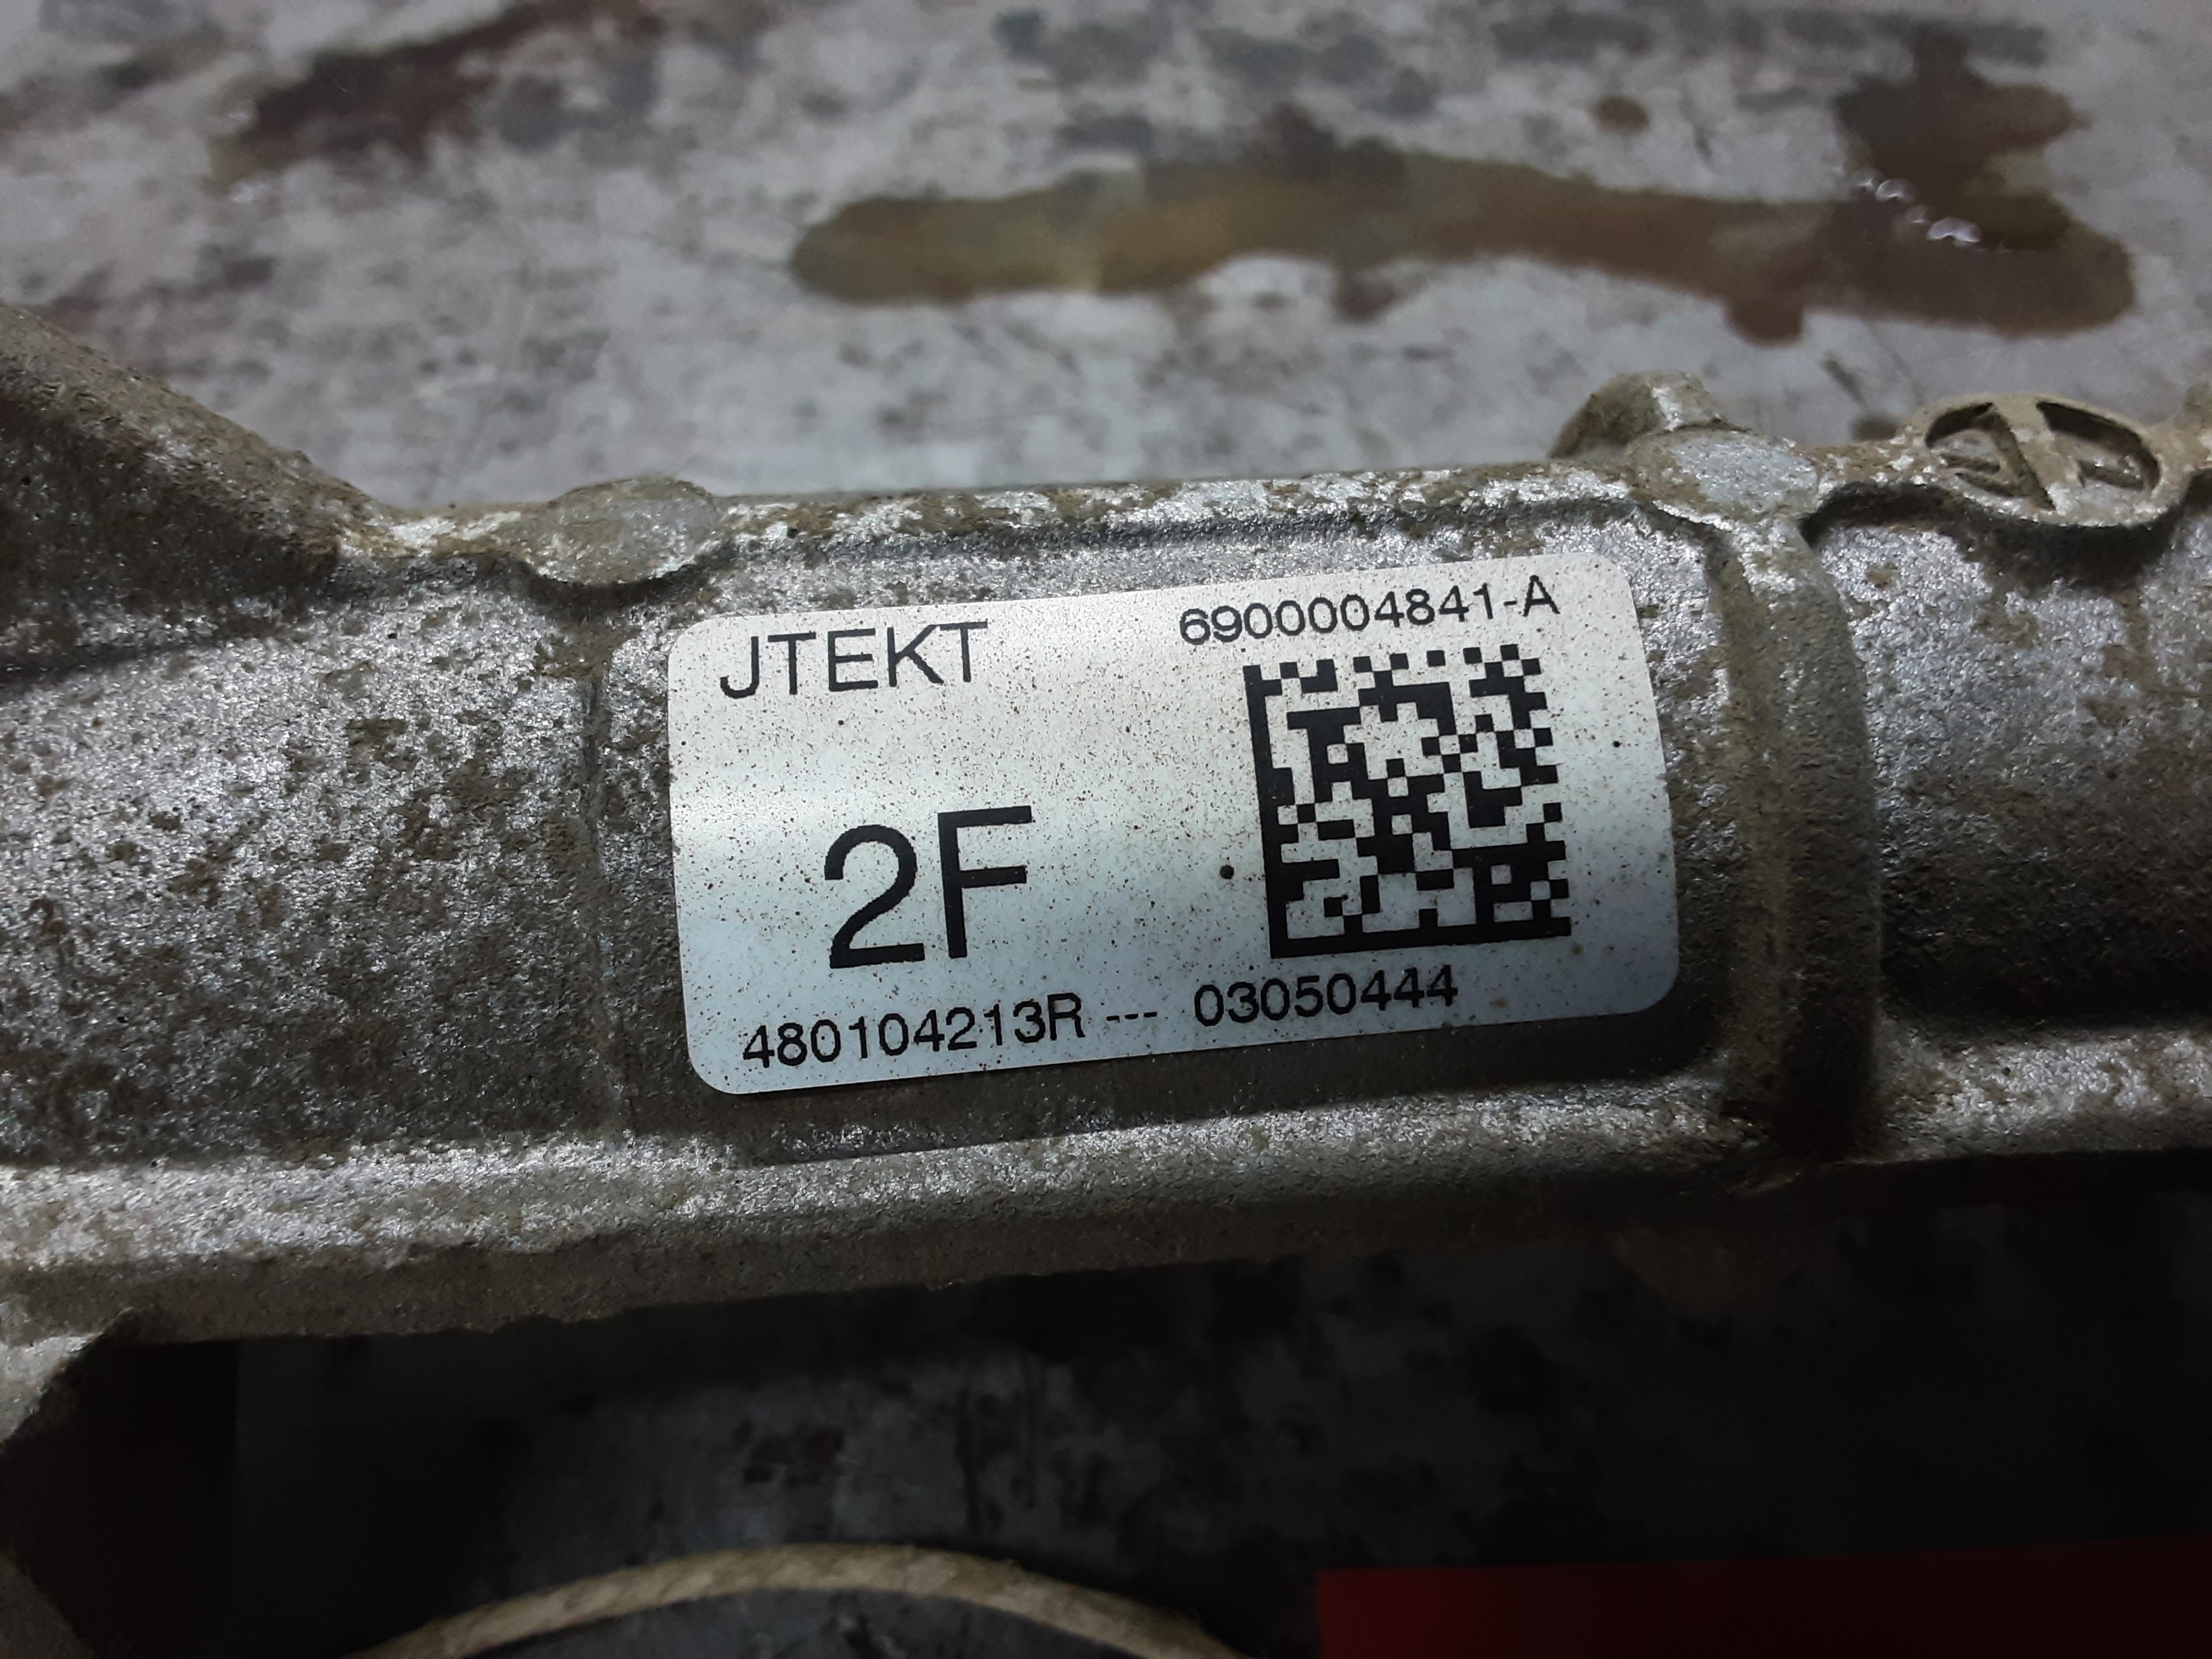 JTEKT
6900004841-A
2F
480104213R --- 03050444